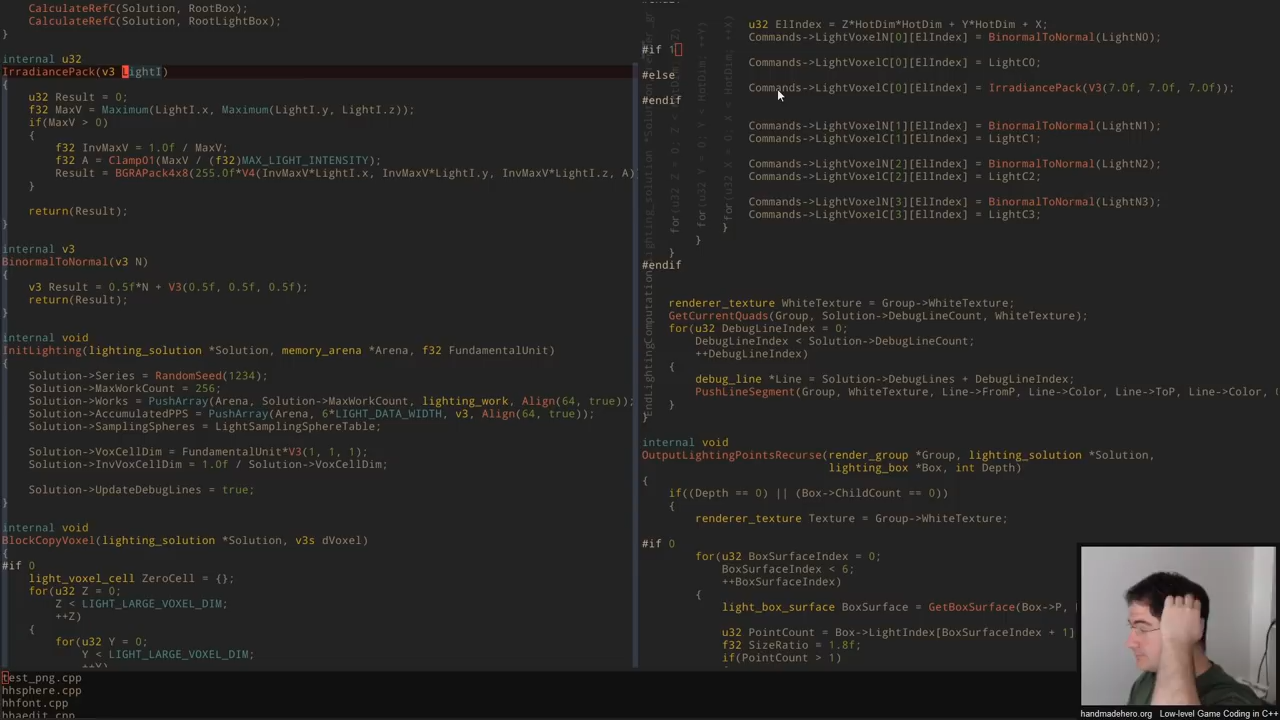 CalculateRefC(Solution, RootBox);
CalculateRefC(Solution, RootLightBox);
}
internal u32
IrradiancePack(v3 LightI)
{
u32 Result = 0;
f32 MaxV = Maximum(LightI.x, Maximum(LightI.y, LightI.z));
if(MaxV > 0)
{
f32 InvMaxV = 1.0f / MaxV;
f32 A = Clamp01(MaxV / (f32)MAX_LIGHT_INTENSITY);
Result = BGRAPack4x8(255.0f*V4(InvMaxV*LightI.x, InvMaxV*LightI.y, InvMaxV*LightI.z, A)
}
return(Result);
}
internal v3
BinormalToNormal(v3 N)
{
v3 Result = 0.5f*N + V3(0.5f, 0.5f, 0.5f);
return(Result);
}
internal void
InitLighting(lighting_solution *Solution, memory_arena *Arena, f32 FundamentalUnit)
{
Solution->Series = RandomSeed(1234);
Solution->MaxWorkCount = 256;
Solution->Works = PushArray(Arena, Solution->MaxWorkCount, lighting_work, Align(64, true));
Solution->AccumulatedPPS = PushArray(Arena, 6*LIGHT_DATA_WIDTH, v3, Align(64, true));
Solution->SamplingSpheres = LightSamplingSphereTable;
Solution->VoxCellDim = FundamentalUnit*V3(1, 1, 1);
Solution->InvVoxCellDim = 1.0f / Solution->VoxCellDim;
Solution->UpdateDebugLines = true;
}
internal void
BlockCopyVoxel(lighting_solution *Solution, v3s dVoxel)
{
#if 0
light_voxel_cell ZeroCell = {};
for(u32 Z = 0;
Z < LIGHT_LARGE_VOXEL_DIM;
++Z)
{
for(u32 Y = 0;
Y < LIGHT_LARGE_VOXEL_DIM;
++Y)
u32 ElIndex = Z*HotDim*HotDim + Y*HotDim + X;
Commands->LightVoxelN[0][ElIndex] = BinormalToNormal(LightN0);
#if 1
Commands->LightVoxelC[0][ElIndex] = LightC0;
#else
Commands->LightVoxelC[0][ElIndex] = IrradiancePack(V3(7.0f, 7.0f, 7.0f));
#endif
Commands->LightVoxelN[1][ElIndex] = BinormalToNormal(LightN1);
Commands->LightVoxelC[1][ElIndex] = LightC1;
Commands->LightVoxelN[2][ElIndex] = BinormalToNormal(LightN2);
Commands->LightVoxelC[2][ElIndex] = LightC2;
Commands->LightVoxelN[3][ElIndex] = BinormalToNormal(LightN3);
Commands->LightVoxelC[3][ElIndex] = LightC3;
}
}
}
#endif
renderer_texture WhiteTexture = Group->WhiteTexture;
GetCurrentQuads(Group, Solution->DebugLineCount, WhiteTexture);
for(u32 DebugLineIndex = 0;
DebugLineIndex < Solution->DebugLineCount;
++DebugLineIndex)
{
debug_line *Line = Solution->DebugLines + DebugLineIndex;
PushLineSegment(Group, WhiteTexture, Line->FromP, Line->Color, Line->ToP, Line->Color,
}
}
internal void
OutputLightingPointsRecurse(render_group *Group, lighting_solution *Solution,
lighting_box *Box, int Depth)
{
if((Depth == 0) || (Box->ChildCount == 0))
{
renderer_texture Texture = Group->WhiteTexture;
#if 0
for(u32 BoxSurfaceIndex = 0;
BoxSurfaceIndex < 6;
++BoxSurfaceIndex)
{
light_box_surface BoxSurface = GetBoxSurface(Box->P,
u32 PointCount = Box->LightIndex[BoxSurfaceIndex + 1]
f32 SizeRatio = 1.8f;
if(PointCount > 1)
test_png.cpp
hhsphere.cpp
hhfont.cpp
hhaedit.cpp
handmadehero.org Low-level Game Coding in C++